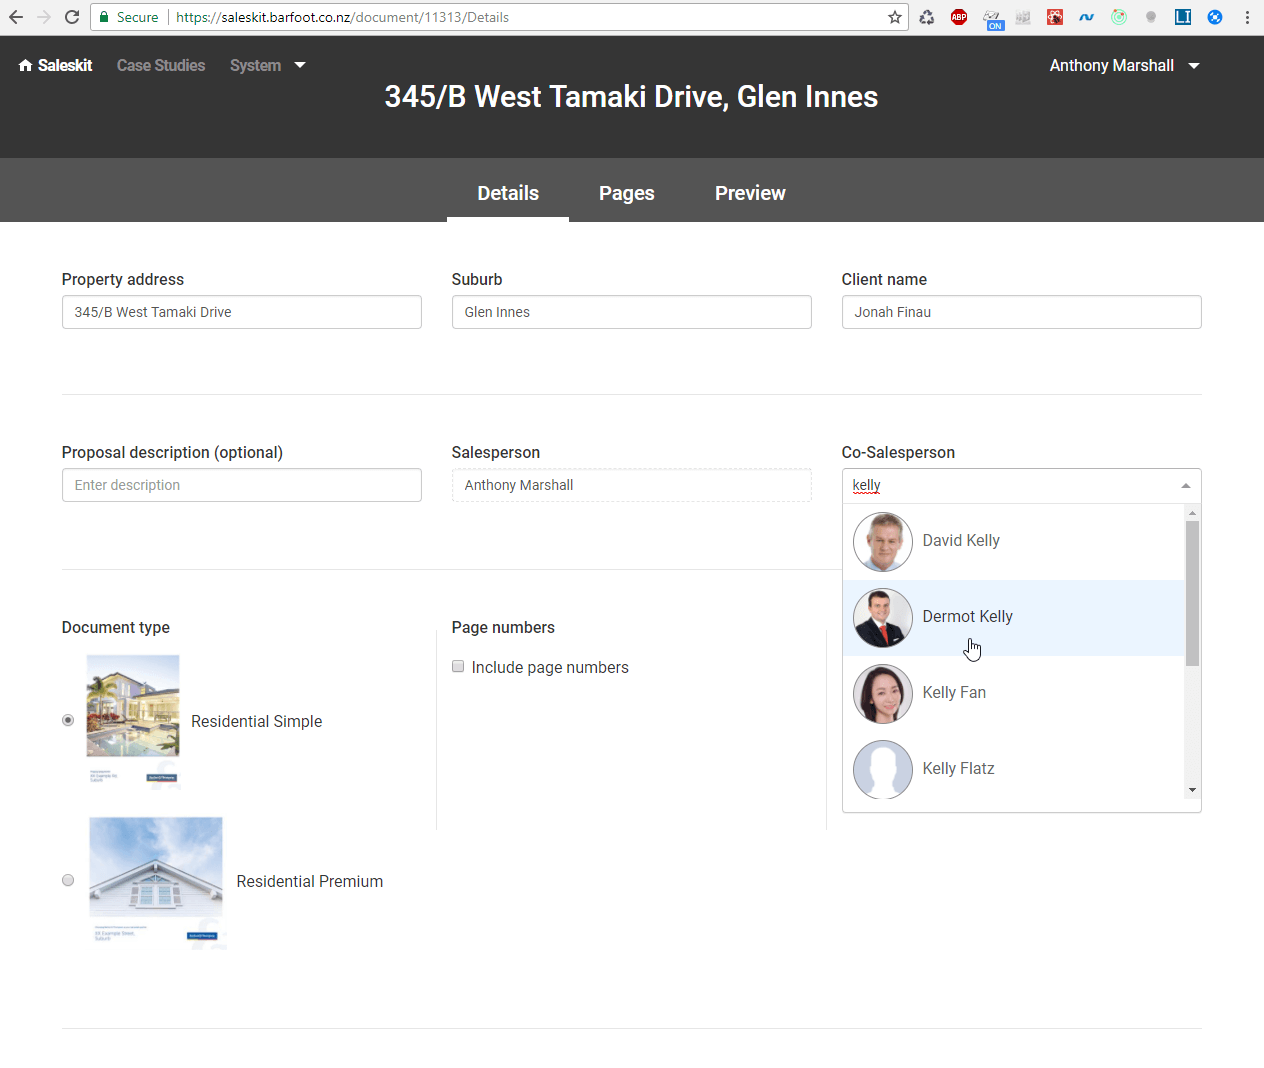 Secure https://saleskit.barfoot.co.nz/document/11313/Details
ABP ON LI
Saleskit Case Studies System Anthony Marshall
345/B West Tamaki Drive, Glen Innes
Details Pages Preview
Property address Suburb Client name
345/B West Tamaki Drive Glen Innes Jonah Finau
Proposal description (optional) Salesperson Co-Salesperson
Enter description Anthony Marshall kelly
David Kelly
Dermot Kelly
Kelly Fan
Kelly Flatz
Document type Page numbers
Include page numbers
Residential Simple
Residential Premium